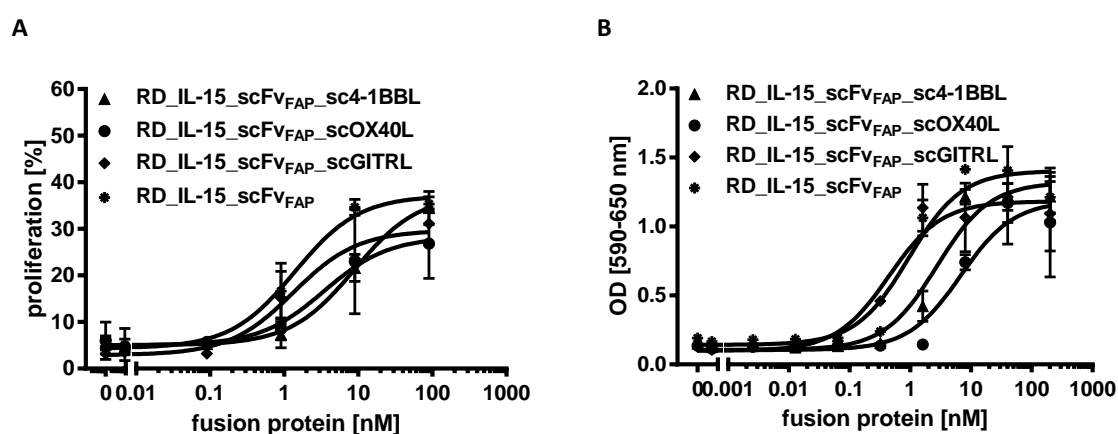 A
B
60
50
40
30
20
10
0
proliferation [%]
RD_IL-15_scFvFAP_sc4-1BBL
RD_IL-15_scFvFAP_scOX40L
RD_IL-15_scFvFAP_scGITRL
RD_IL-15_scFvFAP
0 0.01 0.1 1 10 100 1000
fusion protein [nM]
2.0
1.5
1.0
0.5
0.0
OD [590-650 nm]
RD_IL-15_scFvFAP_sc4-1BBL
RD_IL-15_scFvFAP_scOX40L
RD_IL-15_scFvFAP_scGITRL
RD_IL-15_scFvFAP
0 0.001 0.01 0.1 1 10 100 1000
fusion protein [nM]